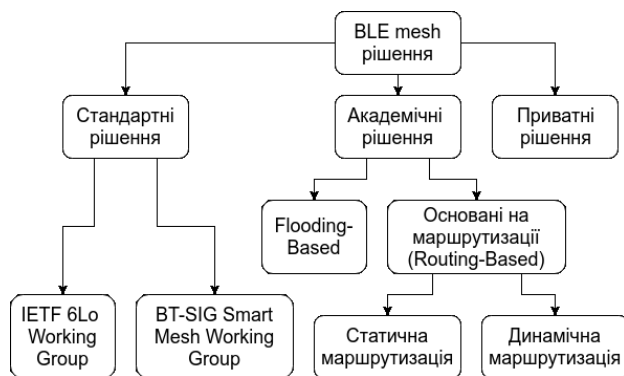 BLE mesh
рішення
Стандартні
рішення
Академічні
рішення
Приватні
рішення
Flooding-
Based
Основані на
маршрутизації
(Routing-Based)
IETF 6Lo
Working
Group
BT-SIG Smart
Mesh Working
Group
Статична
маршрутизація
Динамічна
маршрутизація